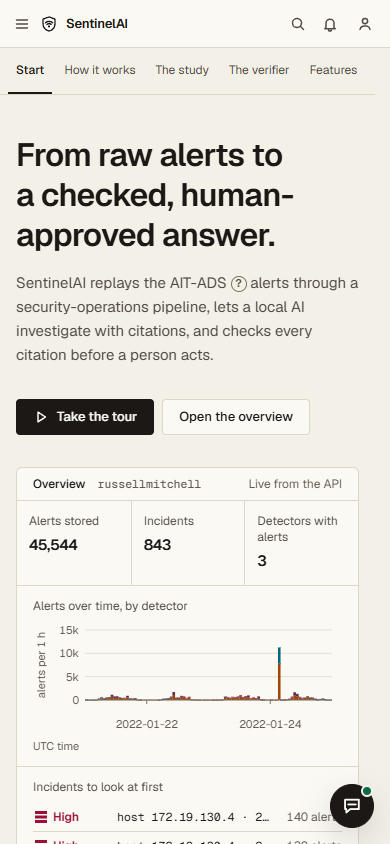 SentinelAI
Start How it works The study The verifier Features
From raw alerts to
a checked, human-
approved answer.
SentinelAI replays the AIT-ADS ? alerts through a
security-operations pipeline, lets a local AI
investigate with citations, and checks every
citation before a person acts.
Take the tour Open the overview
Overview russellmitchell Live from the API
Alerts stored Incidents Detectors with
alerts
45,544 843 3
Alerts over time, by detector
alerts per 1 h
15k
10k
5k
0
2022-01-22 2022-01-24
UTC time
Incidents to look at first
High host 172.19.130.4 · 2… 140
High